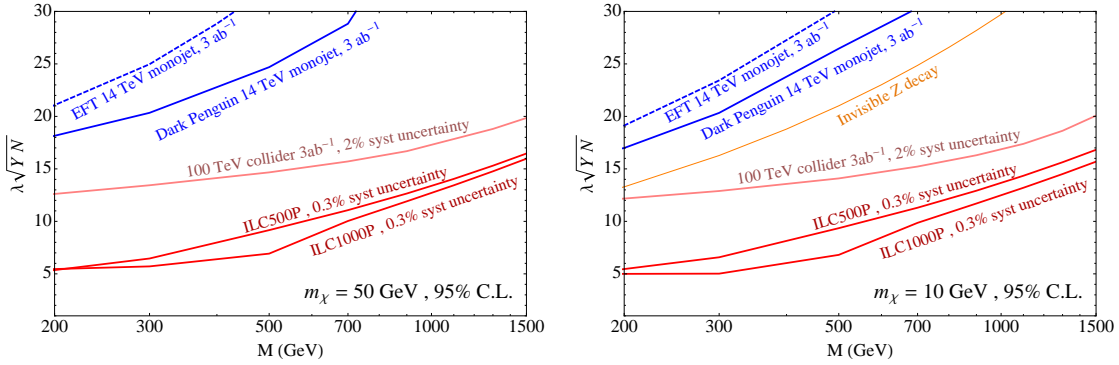 30
25
20
15
10
5
λ√Y N
EFT 14 TeV monojet, 3 ab⁻¹
Dark Penguin 14 TeV monojet, 3 ab⁻¹
100 TeV collider 3ab⁻¹, 2% syst uncertainty
ILC500P , 0.3% syst uncertainty
ILC1000P , 0.3% syst uncertainty
mχ = 50 GeV , 95% C.L.
200 300 500 700 1000 1500
M (GeV)
30
25
20
15
10
5
λ√Y N
EFT 14 TeV monojet, 3 ab⁻¹
Dark Penguin 14 TeV monojet, 3 ab⁻¹
Invisible Z decay
100 TeV collider 3ab⁻¹, 2% syst uncertainty
ILC500P , 0.3% syst uncertainty
ILC1000P , 0.3% syst uncertainty
mχ = 10 GeV , 95% C.L.
200 300 500 700 1000 1500
M (GeV)